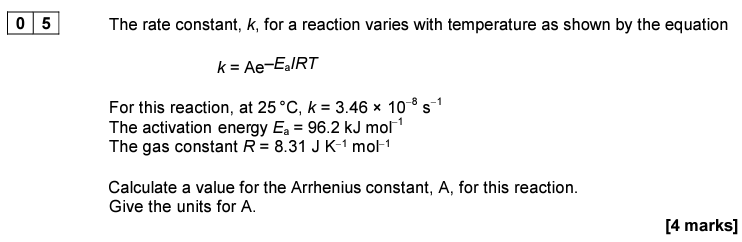 0 5 The rate constant, k, for a reaction varies with temperature as shown by the equation
k = Ae^–Eₐ/RT
For this reaction, at 25 °C, k = 3.46 × 10⁻⁸ s⁻¹
The activation energy Eₐ = 96.2 kJ mol⁻¹
The gas constant R = 8.31 J K⁻¹ mol⁻¹
Calculate a value for the Arrhenius constant, A, for this reaction.
Give the units for A.
[4 marks]